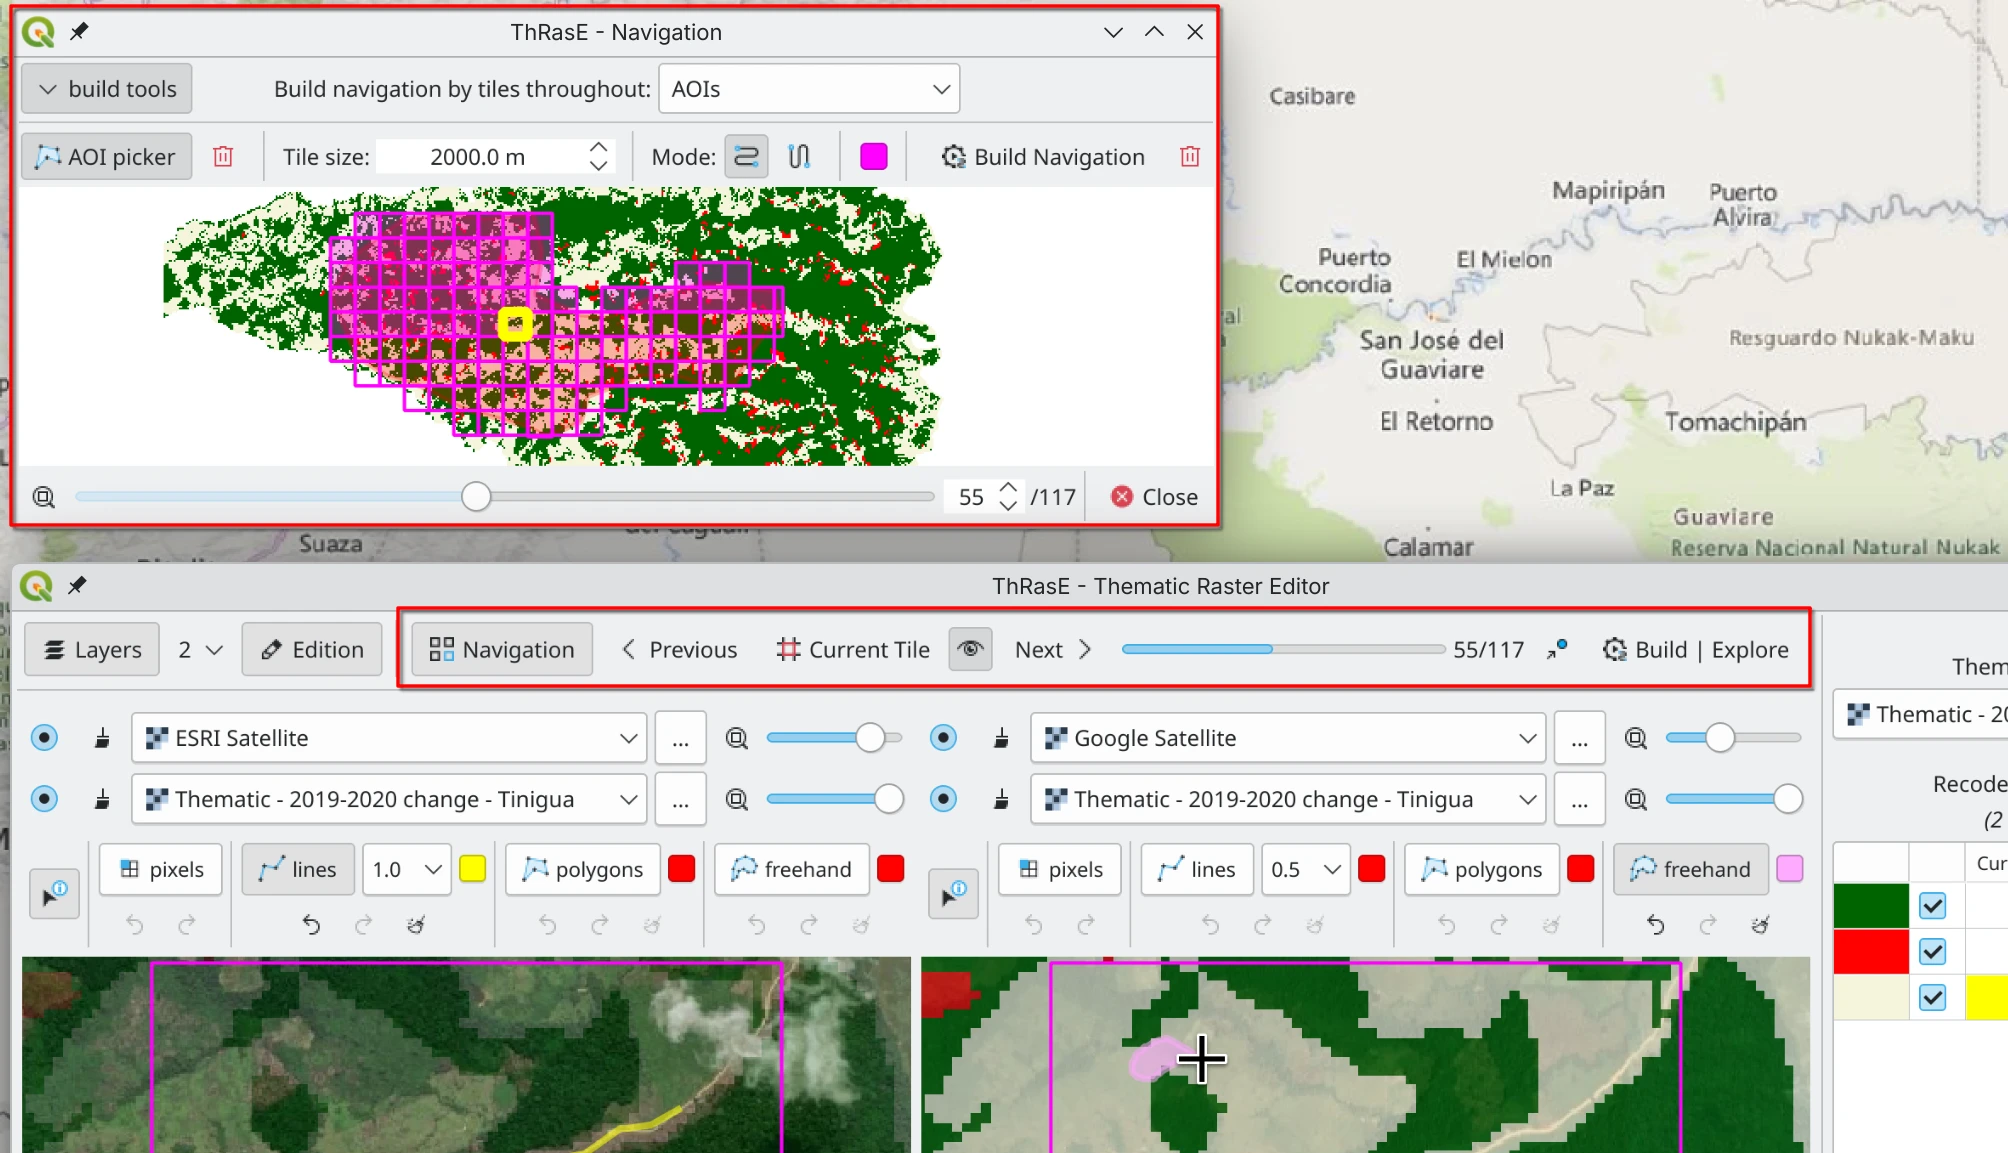 ThRasE - Navigation
build tools
Build navigation by tiles throughout: AOIs
AOI picker
Tile size: 2000.0 m
Mode:
Build Navigation
55 /117
Close
Casibare
Mapiripán
Puerto
Alvira
Puerto
Concordia
El Mielon
San José del
Guaviare
Resguardo Nukak-Maku
El Retorno
Tomachipán
La Paz
Guaviare
Calamar
Reserva Nacional Natural Nukak
Suaza
ThRasE - Thematic Raster Editor
Layers 2 Edition Navigation Previous Current Tile Next 55/117 Build | Explore
ESRI Satellite ... Google Satellite ...
Thematic - 2019-2020 change - Tinigua ... Thematic - 2019-2020 change - Tinigua ...
pixels lines 1.0 polygons freehand pixels lines 0.5 polygons freehand
Them
Thematic - 20
Recode
(2
Cur